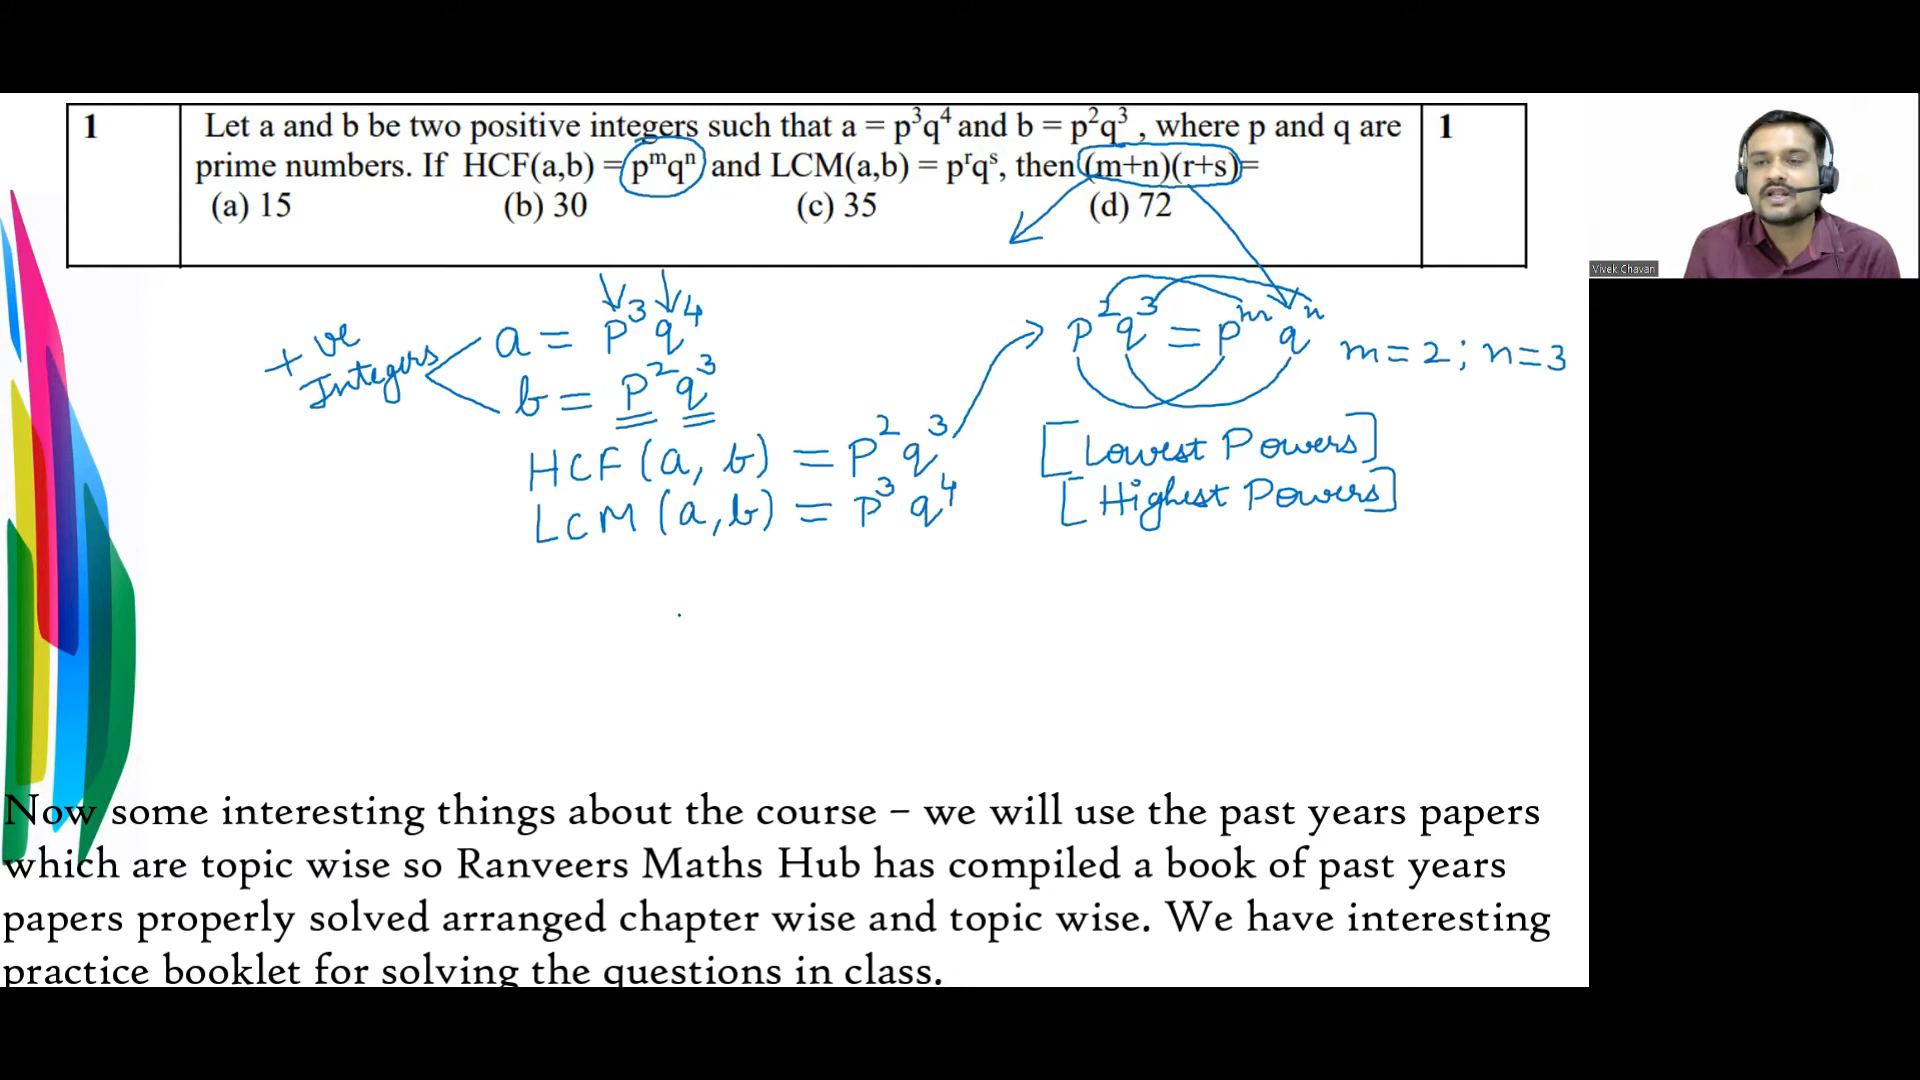 1 Let a and b be two positive integers such that a = p³q⁴ and b = p²q³ , where p and q are 1
prime numbers. If HCF(a,b) = pᵐqⁿ and LCM(a,b) = pʳqˢ, then (m+n)(r+s)=
(a) 15 (b) 30 (c) 35 (d) 72
Vivek Chavan
+ve Integers
a = p³q⁴
b = p²q³
p²q³ = pᵐqⁿ m=2; n=3
HCF(a, b) = p²q³ [Lowest Powers]
LCM(a,b) = p³q⁴ [Highest Powers]
Now some interesting things about the course – we will use the past years papers
which are topic wise so Ranveers Maths Hub has compiled a book of past years
papers properly solved arranged chapter wise and topic wise. We have interesting
practice booklet for solving the questions in class.